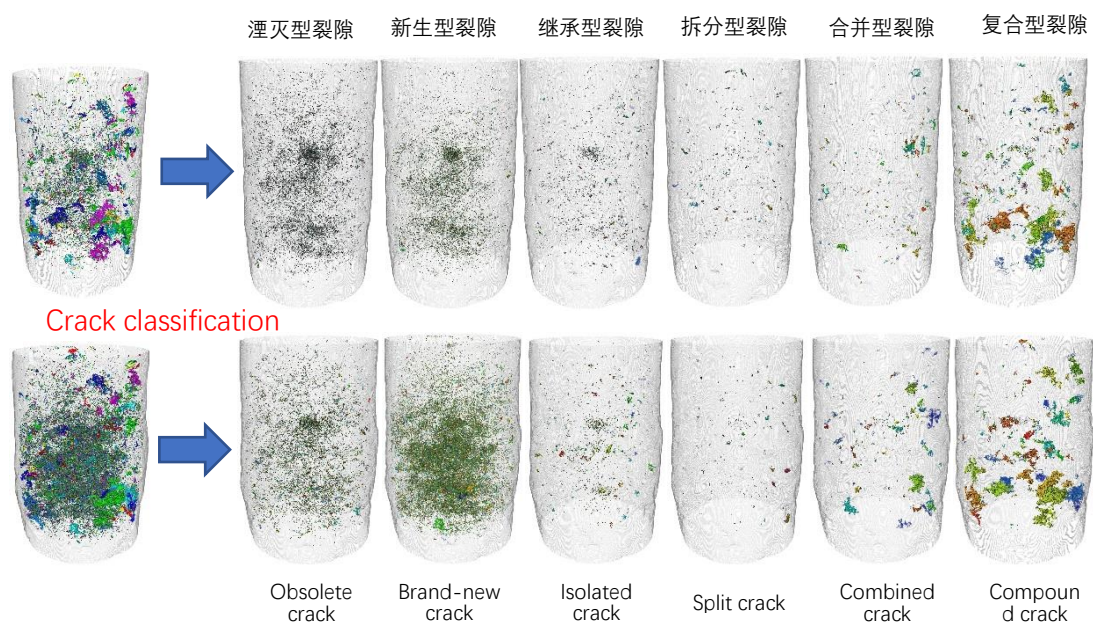 湮灭型裂隙
新生型裂隙
继承型裂隙
拆分型裂隙
合并型裂隙
复合型裂隙
Crack classification
Obsolete
crack
Brand-new
crack
Isolated
crack
Split crack
Combined
crack
Compoun
d crack